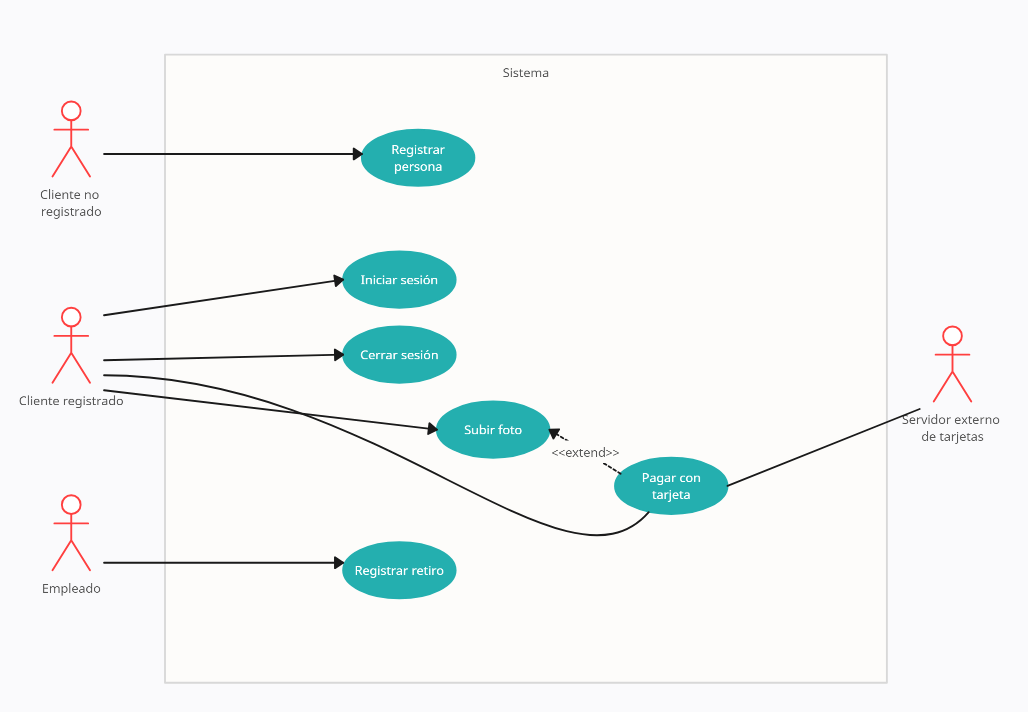 Sistema
Cliente no
registrado
Registrar
persona
Iniciar sesión
Cerrar sesión
Cliente registrado
Subir foto
<<extend>>
Pagar con
tarjeta
Servidor externo
de tarjetas
Empleado
Registrar retiro